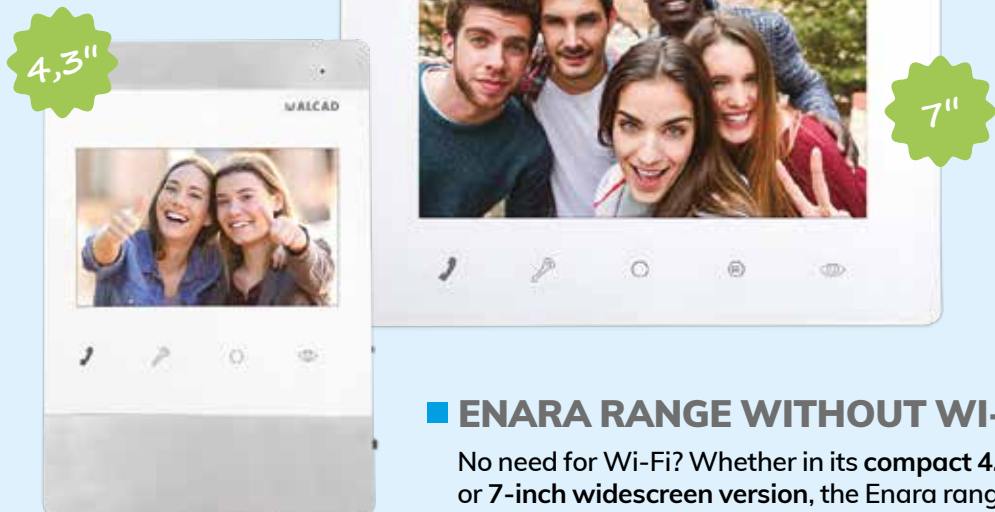 4,3"
ALCAD
7"
ENARA RANGE WITHOUT WI-
No need for Wi-Fi? Whether in its compact 4.
or 7-inch widescreen version, the Enara rang